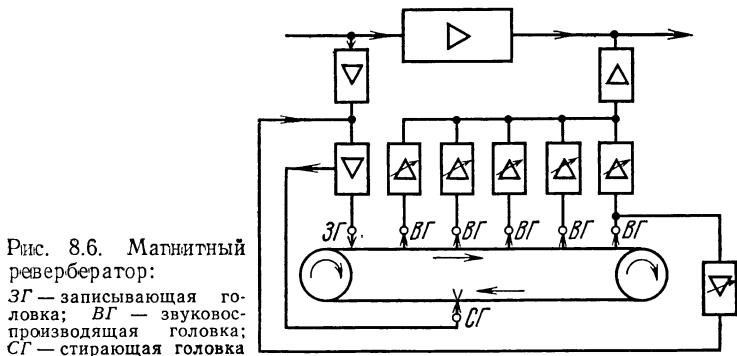 ЗГ ВГ ВГ ВГ ВГ ВГ
СГ
Рис. 8.6. Магнитный
ревербератор:
ЗГ — записывающая го-
ловка; ВГ — звуковос-
производящая головка;
СГ — стирающая головка